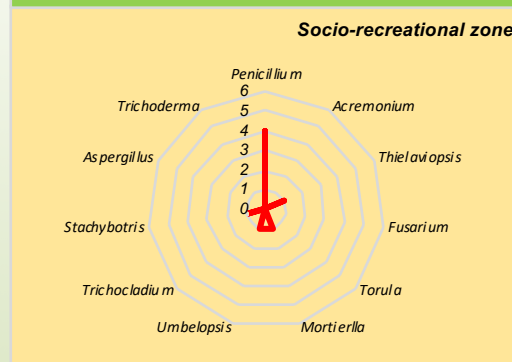 Socio-recreational zone
Penicillium
6
Trichoderma
Acremonium
5
4
Aspergillus
Thielaviopsis
3
2
1
0
Stachybotris
Fusarium
Trichocladium
Torula
Umbelopsis
Mortierlla